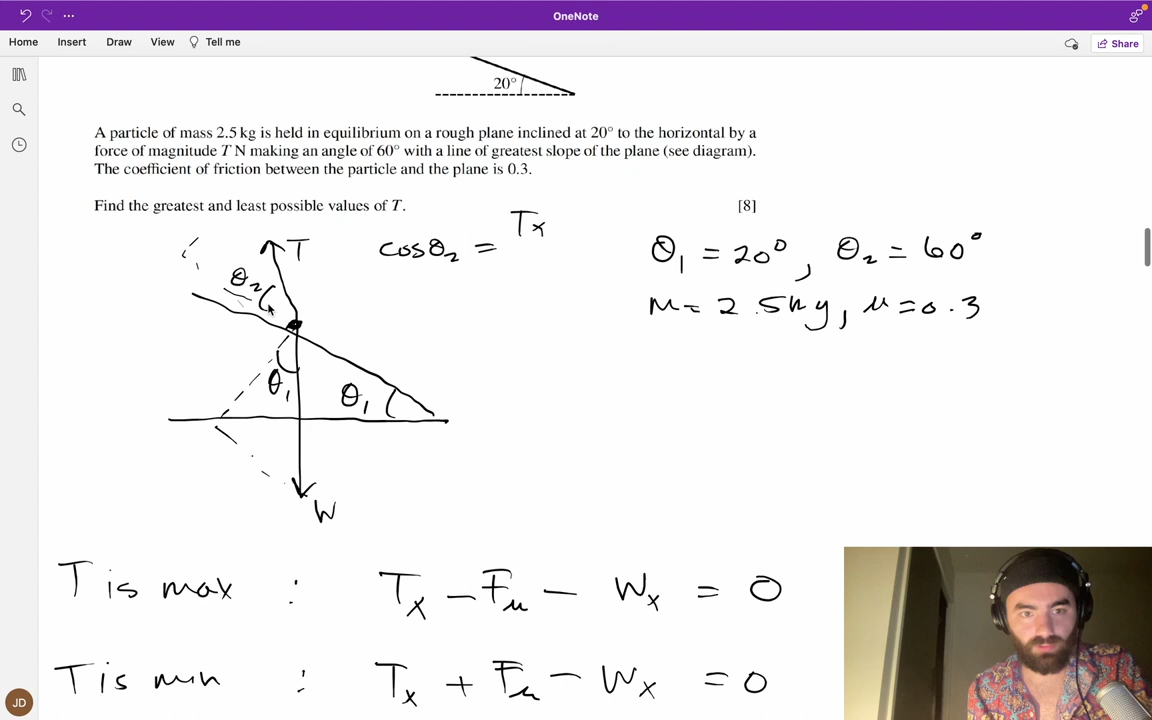 OneNote
Home Insert Draw View Tell me
Share
20°
A particle of mass 2.5 kg is held in equilibrium on a rough plane inclined at 20° to the horizontal by a
force of magnitude T N making an angle of 60° with a line of greatest slope of the plane (see diagram).
The coefficient of friction between the particle and the plane is 0.3.
Find the greatest and least possible values of T. [8]
T
cosθ₂ = Tx
θ₁ = 20°, θ₂ = 60°
θ₂
M = 2.5kg, μ = 0.3
θ₁
θ₁
W
T is max : Tx − Fμ − Wx = 0
T is min : Tx + Fμ − Wx = 0
JD